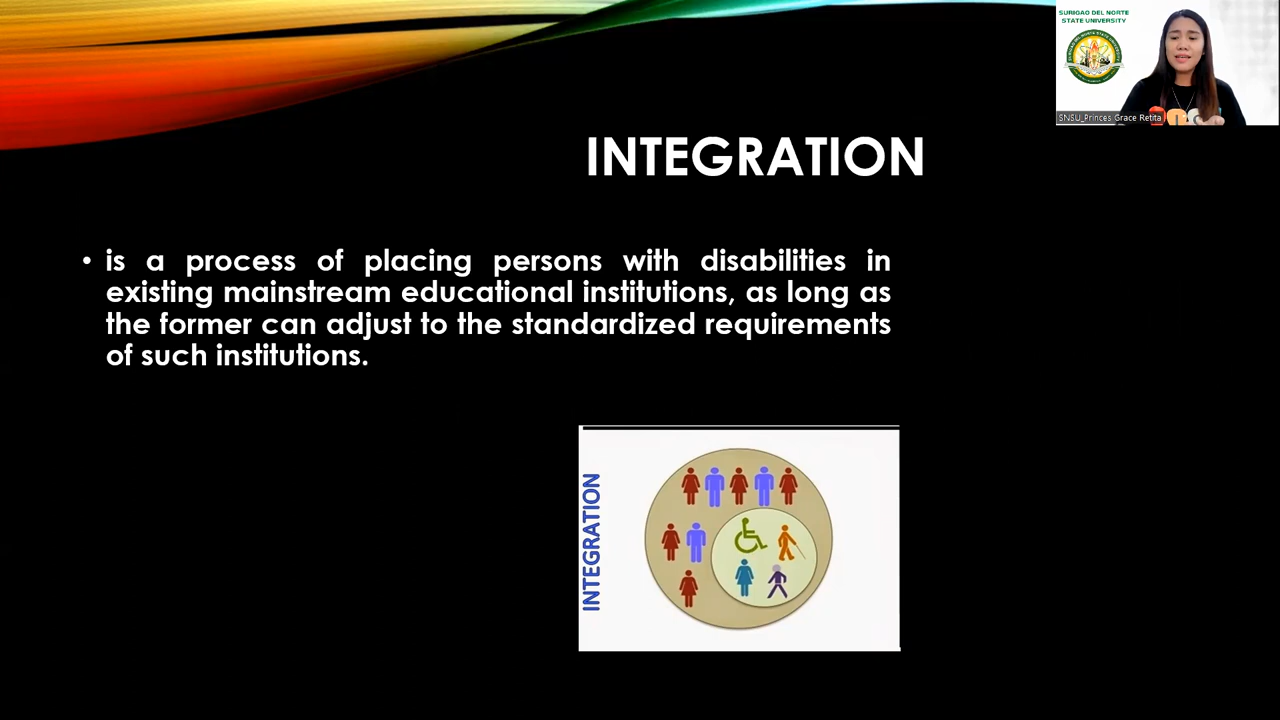 SURIGAO DEL NORTE
STATE UNIVERSITY
SNSU_Princes Grace Retita
INTEGRATION
• is a process of placing persons with disabilities in
existing mainstream educational institutions, as long as
the former can adjust to the standardized requirements
of such institutions.
INTEGRATION